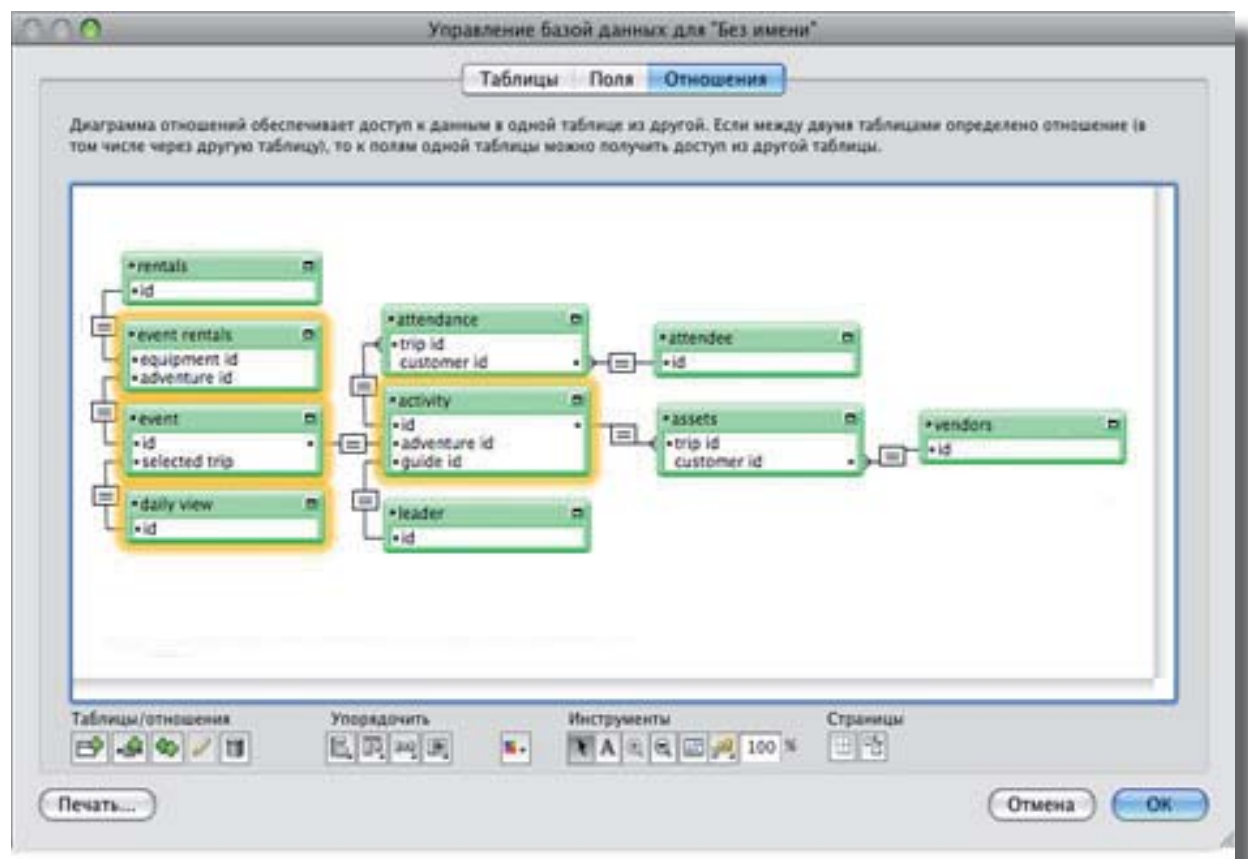 Управление базой данных для "Без имени"
Таблицы Поля Отношения
Диаграмма отношений обеспечивает доступ к данным в одной таблице из другой. Если между двумя таблицами определено отношение (в
том числе через другую таблицу), то к полям одной таблицы можно получить доступ из другой таблицы.
rentals
id
event rentals
equipment id
adventure id
event
id
selected trip
daily view
id
attendance
trip id
customer id
activity
id
adventure id
guide id
leader
id
attendee
id
assets
trip id
customer id
vendors
id
Таблицы/отношения Упорядочить Инструменты Страницы
A 100 %
Печать... Отмена OK